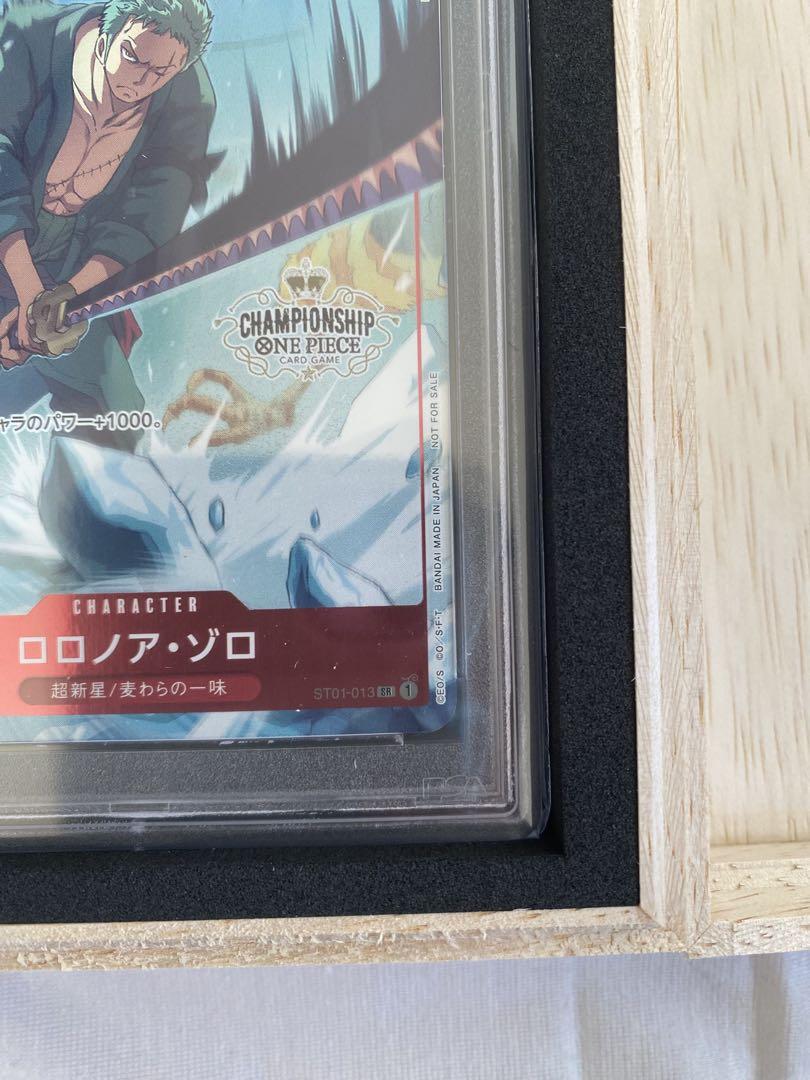 CHAMPIONSHIP
ONE PIECE
CARD GAME
ャラのパワー+1000。
CHARACTER
ロロノア・ゾロ
超新星/麦わらの一味
ST01-013 SR 1
©EO/S ©O/S・F・T BANDAI MADE IN JAPAN NOT FOR SALE
PSA